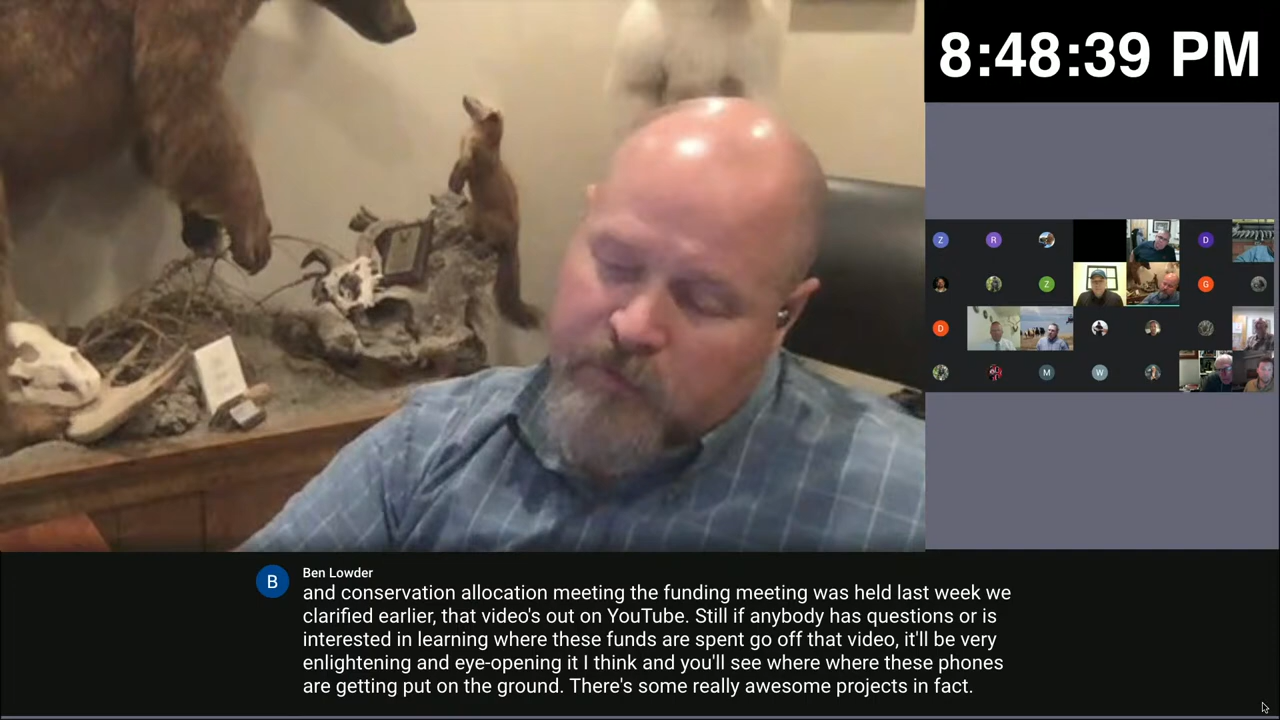 8:48:39 PM
Z
R
D
Z
G
D
M
W
B
Ben Lowder
and conservation allocation meeting the funding meeting was held last week we
clarified earlier, that video's out on YouTube. Still if anybody has questions or is
interested in learning where these funds are spent go off that video, it'll be very
enlightening and eye-opening it I think and you'll see where where these phones
are getting put on the ground. There's some really awesome projects in fact.